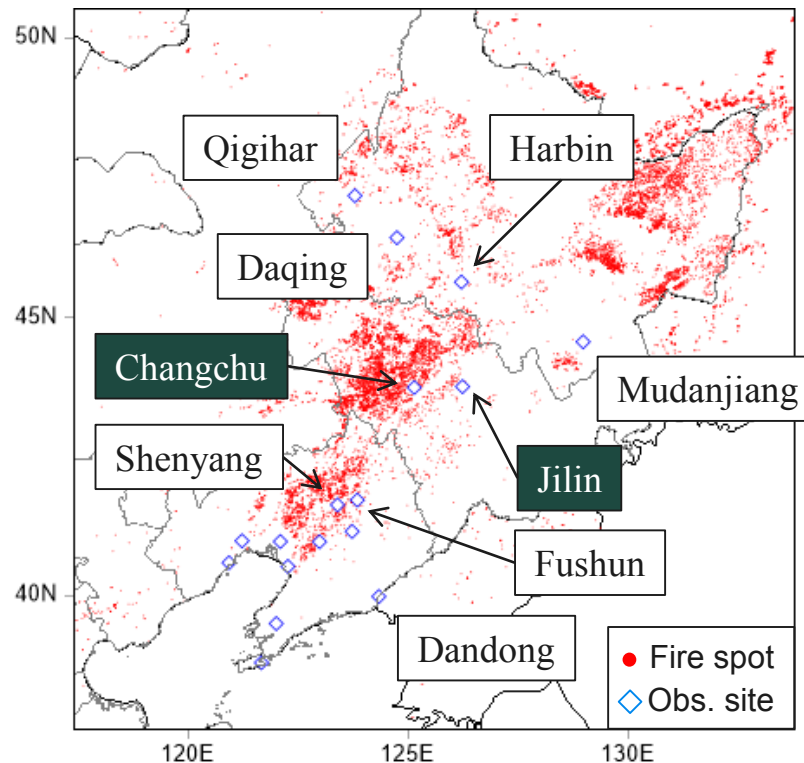 50N
Qigihar
Harbin
Daqing
45N
Changchu
Mudanjiang
Shenyang
Jilin
Fushun
40N
Dandong
Fire spot
Obs. site
120E
125E
130E